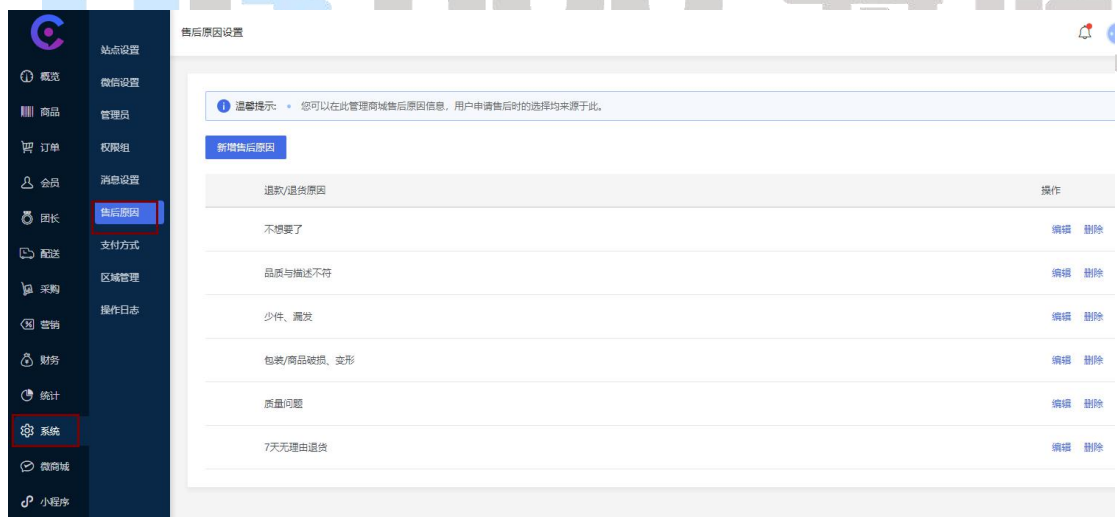 售后原因设置
概览
商品
订单
会员
团长
配送
采购
营销
财务
统计
系统
微商城
小程序
站点设置
微信设置
管理员
权限组
消息设置
售后原因
支付方式
区域管理
操作日志
温馨提示: • 您可以在此管理商城售后原因信息，用户申请售后时的选择均来源于此。
新增售后原因
退款/退货原因 操作
不想要了 编辑 删除
品质与描述不符 编辑 删除
少件、漏发 编辑 删除
包装/商品破损、变形 编辑 删除
质量问题 编辑 删除
7天无理由退货 编辑 删除